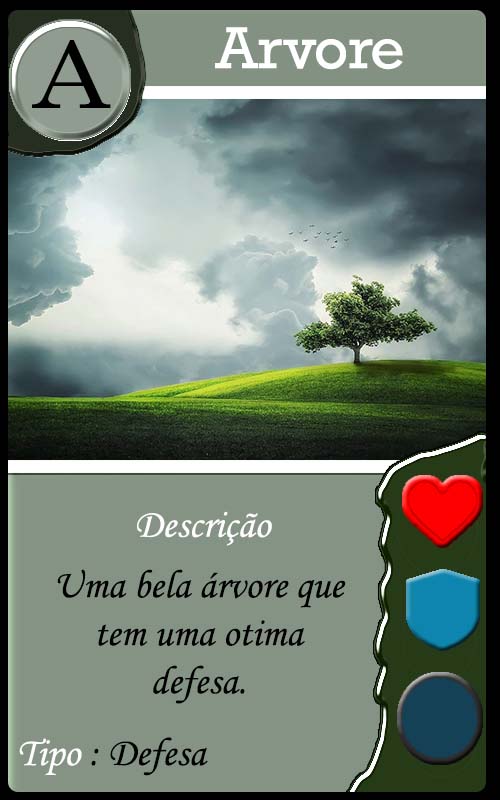 A
Arvore
Descrição
Uma bela árvore que
tem uma otima
defesa.
Tipo : Defesa